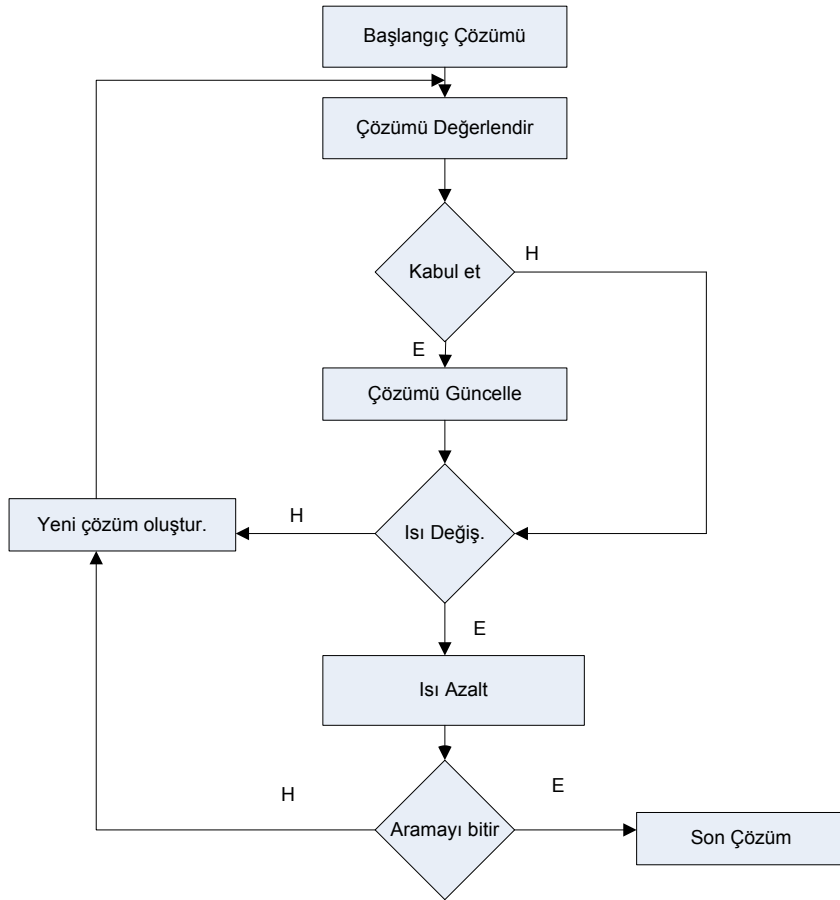 Başlangıç Çözümü
Çözümü Değerlendir
Kabul et
H
E
Çözümü Güncelle
Yeni çözüm oluştur.
H
Isı Değiş.
E
Isı Azalt
H
Aramayı bitir
E
Son Çözüm